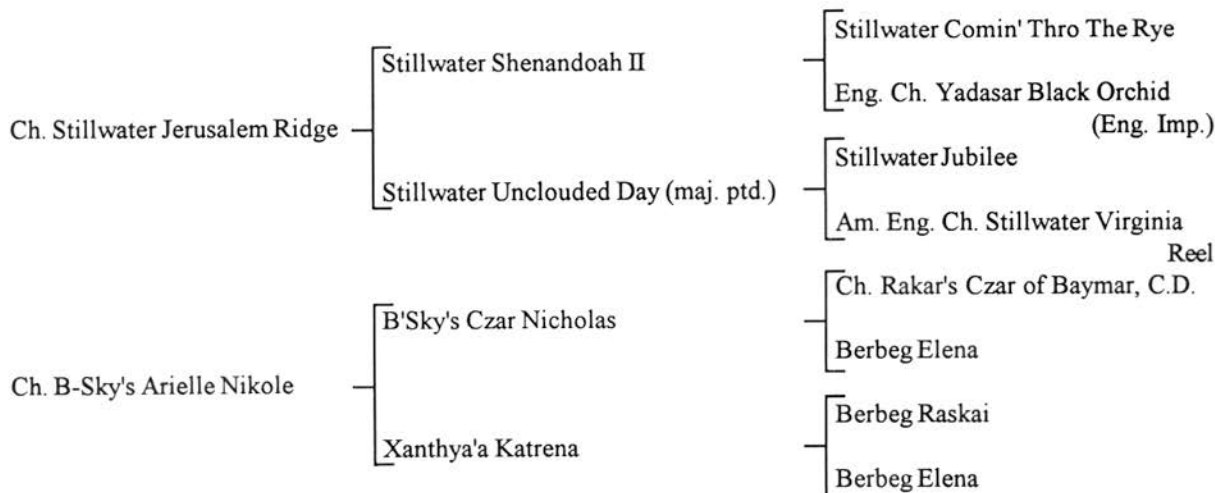 Stillwater Comin' Thro The Rye
Stillwater Shenandoah II
Eng. Ch. Yadasar Black Orchid
(Eng. Imp.)
Ch. Stillwater Jerusalem Ridge
Stillwater Jubilee
Stillwater Unclouded Day (maj. ptd.)
Am. Eng. Ch. Stillwater Virginia
Reel
Ch. Rakar's Czar of Baymar, C.D.
B'Sky's Czar Nicholas
Berbeg Elena
Ch. B-Sky's Arielle Nikole
Berbeg Raskai
Xanthya'a Katrena
Berbeg Elena